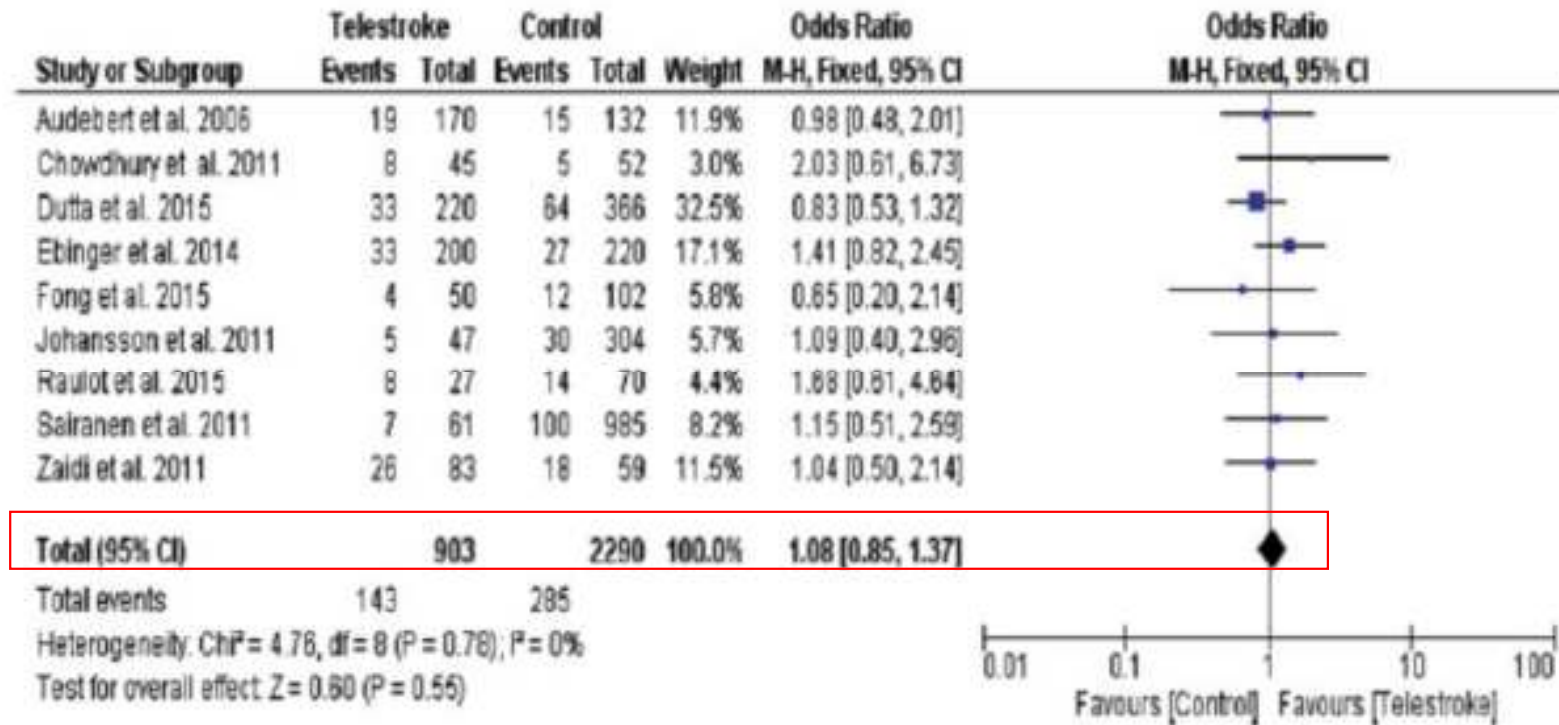 Telestroke Control Odds Ratio Odds Ratio
Study or Subgroup Events Total Events Total Weight M-H, Fixed, 95% CI M-H, Fixed, 95% CI
Audebert et al. 2006 19 170 15 132 11.9% 0.98 [0.48, 2.01]
Chowdhury et al. 2011 8 45 5 52 3.0% 2.03 [0.61, 6.73]
Dutta et al. 2015 33 220 64 366 32.5% 0.83 [0.53, 1.32]
Ebinger et al. 2014 33 200 27 220 17.1% 1.41 [0.82, 2.45]
Fong et al. 2015 4 50 12 102 5.8% 0.65 [0.20, 2.14]
Johansson et al. 2011 5 47 30 304 5.7% 1.09 [0.40, 2.96]
Raulot et al. 2015 8 27 14 70 4.4% 1.68 [0.61, 4.64]
Sairanen et al. 2011 7 61 100 985 8.2% 1.15 [0.51, 2.59]
Zaidi et al. 2011 26 83 18 59 11.5% 1.04 [0.50, 2.14]
Total (95% CI) 903 2290 100.0% 1.08 [0.85, 1.37]
Total events 143 285
Heterogeneity: Chi² = 4.76, df = 8 (P = 0.78); I² = 0%
Test for overall effect: Z = 0.60 (P = 0.55)
0.01 0.1 1 10 100
Favours [Control] Favours [Telestroke]